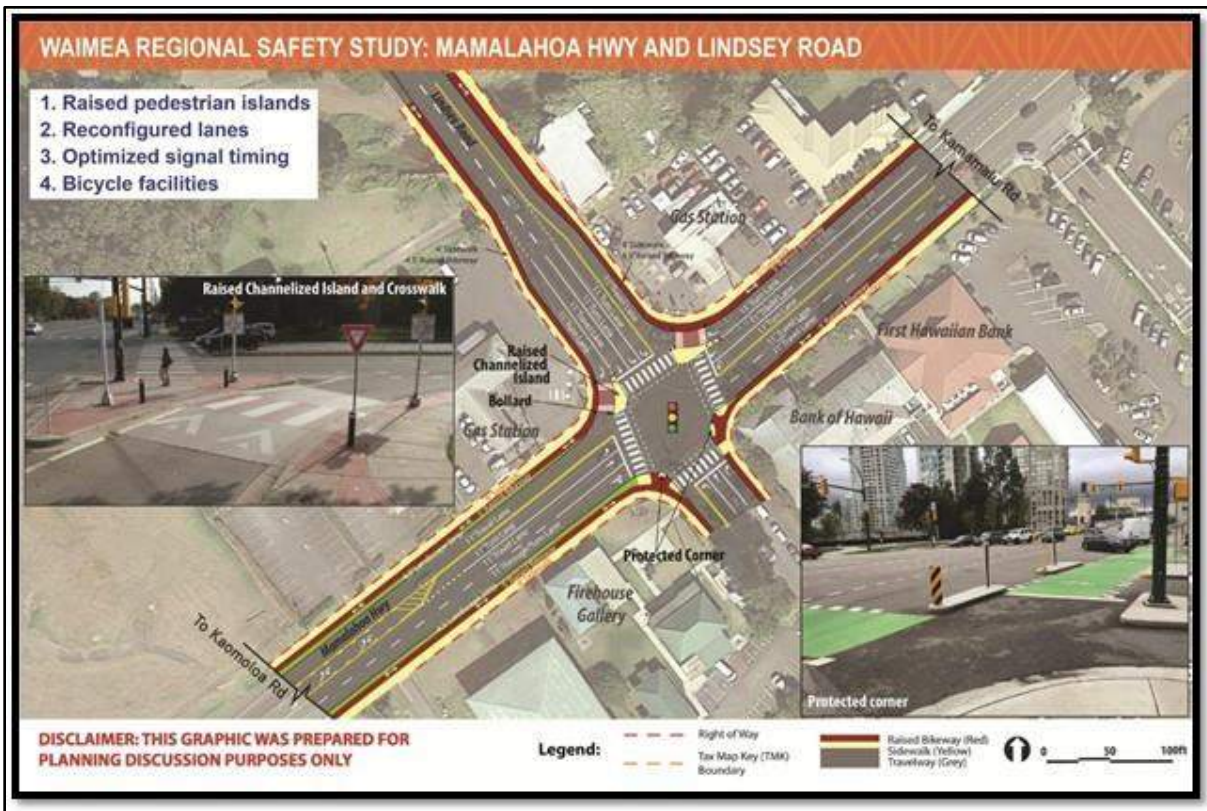 WAIMEA REGIONAL SAFETY STUDY: MAMALAHOA HWY AND LINDSEY ROAD
1. Raised pedestrian islands
2. Reconfigured lanes
3. Optimized signal timing
4. Bicycle facilities
Lindsey Road
To Kamamalu Rd
Gas Station
4' Sidewalk
Raised Channelized Island and Crosswalk
First Hawaiian Bank
Raised
Channelized
Island
Bollard
Gas Station
Bank of Hawaii
Protected Corner
Firehouse
Gallery
Mamalahoa Hwy
To Kaomoloa Rd
Protected corner
DISCLAIMER: THIS GRAPHIC WAS PREPARED FOR
PLANNING DISCUSSION PURPOSES ONLY
Legend:
Right of Way
Tax Map Key (TMK)
Boundary
Raised Bikeway (Red)
Sidewalk (Yellow)
Travelway (Grey)
0 50 100ft